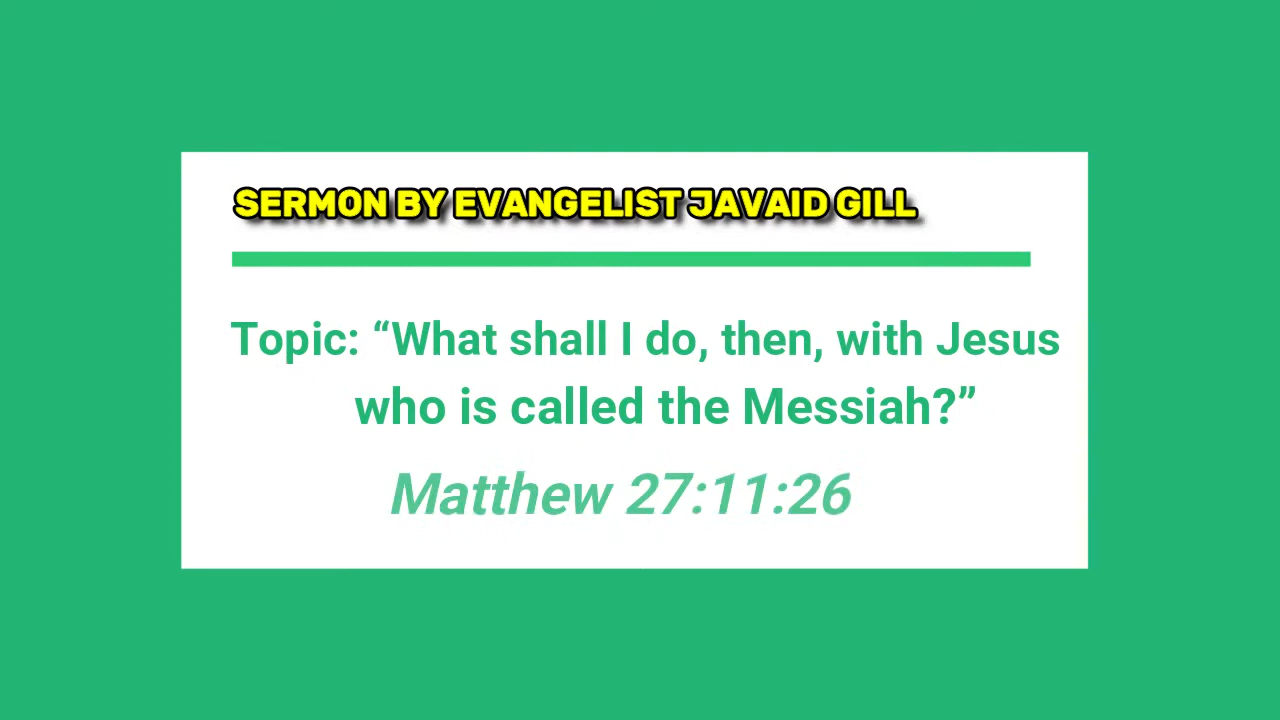 SERMON BY EVANGELIST JAVAID GILL
Topic: “What shall I do, then, with Jesus
who is called the Messiah?”
Matthew 27:11:26